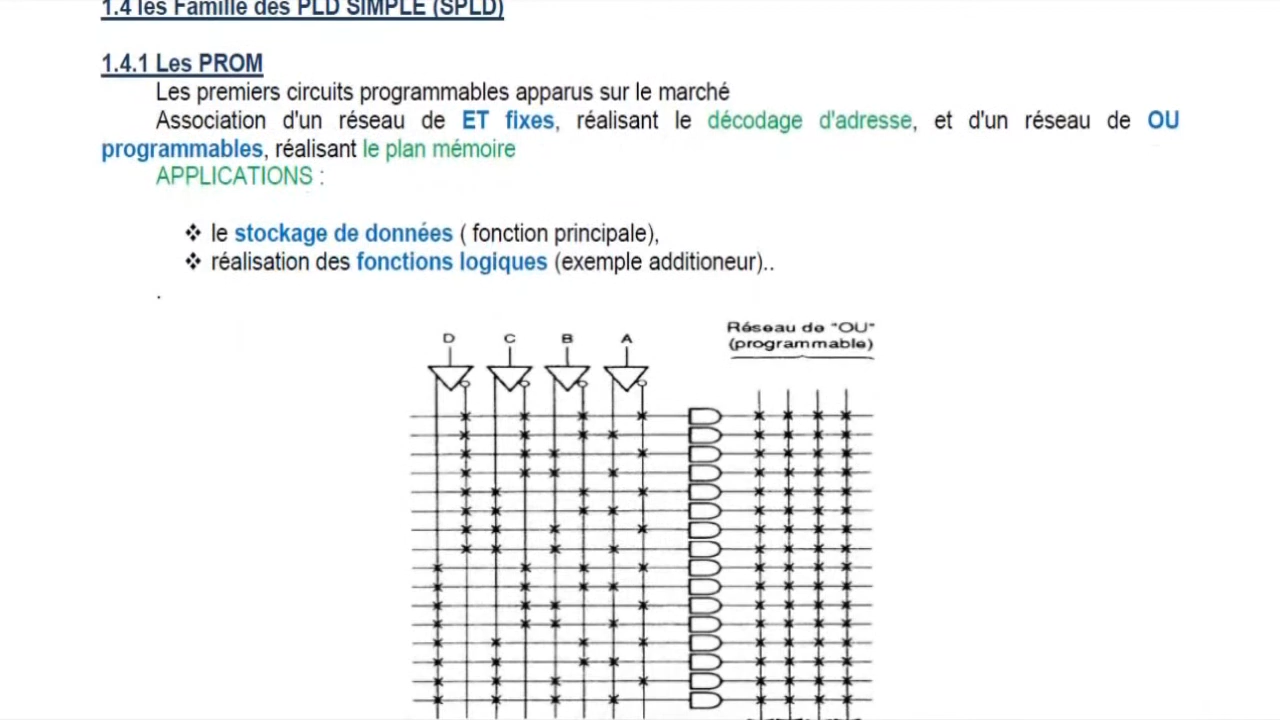 1.4 les Famille des PLD SIMPLE (SPLD)
1.4.1 Les PROM
Les premiers circuits programmables apparus sur le marché
Association d'un réseau de ET fixes, réalisant le décodage d'adresse, et d'un réseau de OU
programmables, réalisant le plan mémoire
APPLICATIONS :
❖ le stockage de données ( fonction principale),
❖ réalisation des fonctions logiques (exemple additioneur)..
.
Réseau de "OU"
(programmable)
D C B A